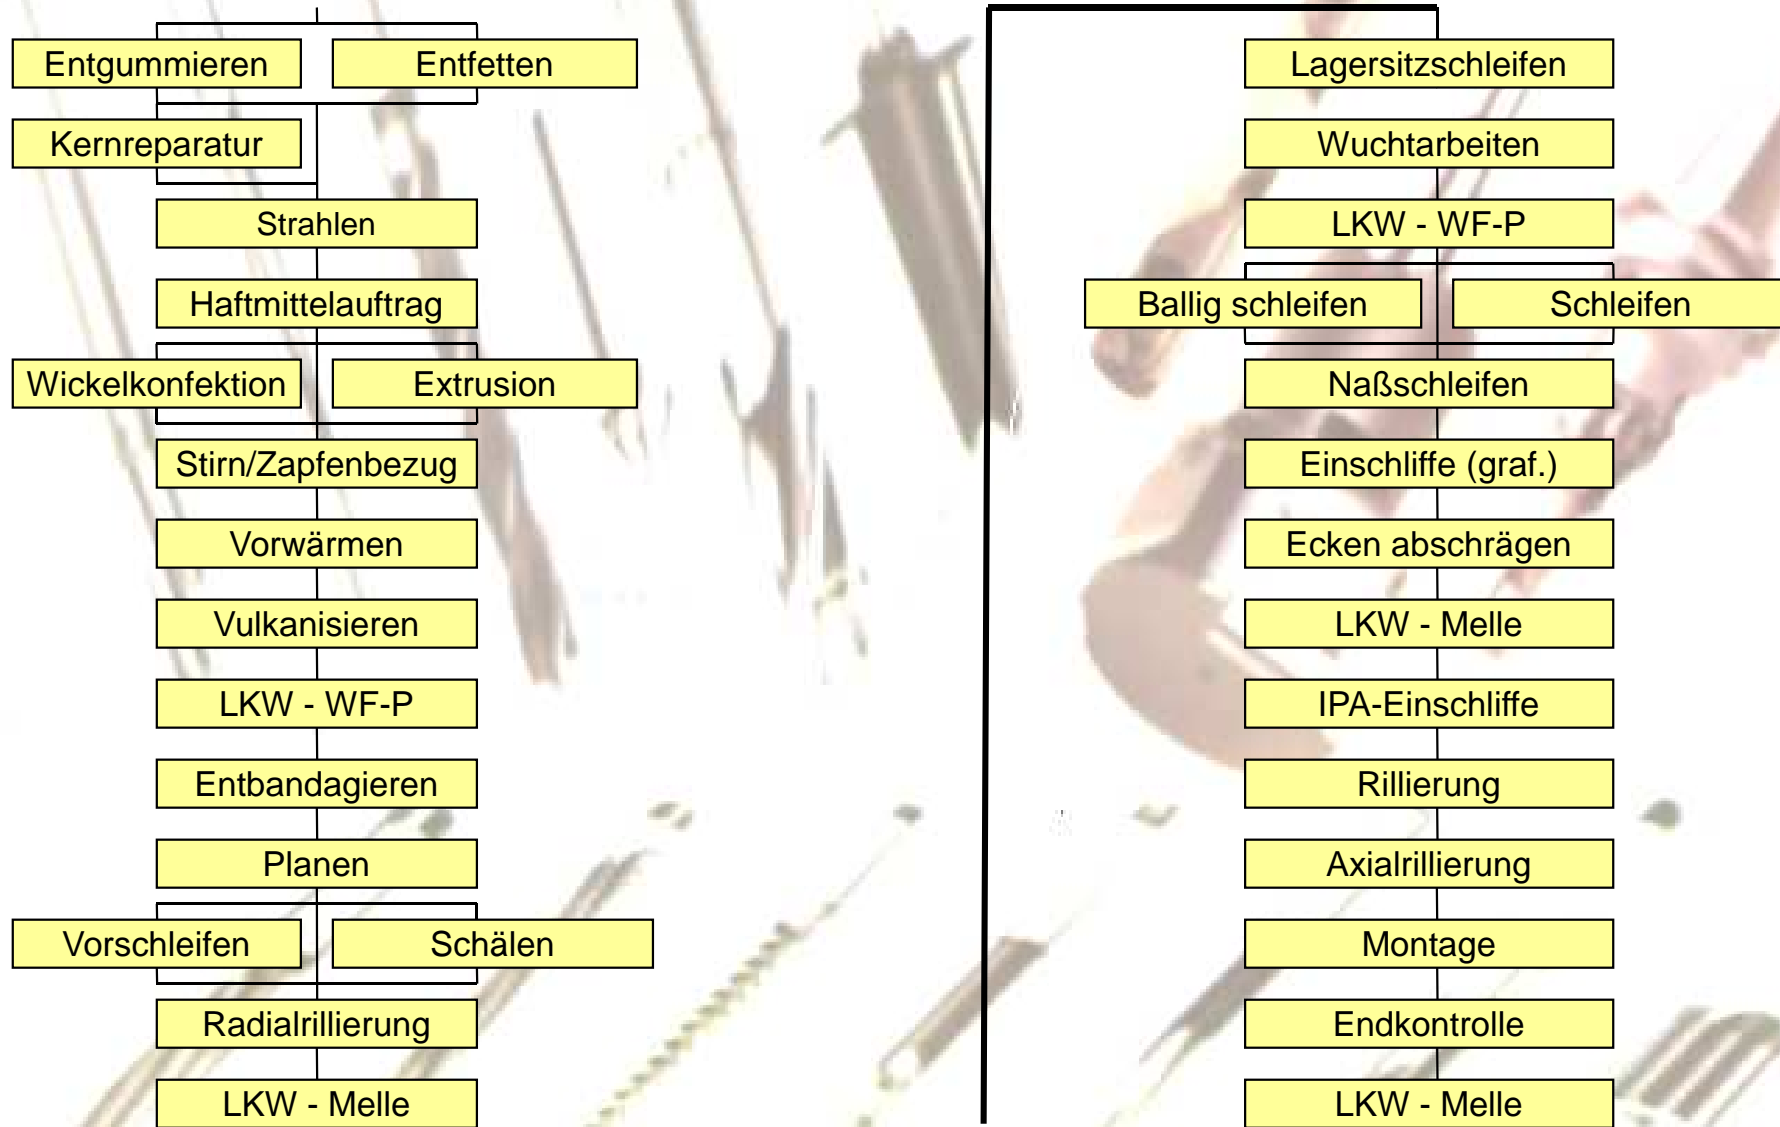 Entgummieren
Entfetten
Kernreparatur
Strahlen
Haftmittelauftrag
Wickelkonfektion
Extrusion
Stirn/Zapfenbezug
Vorwärmen
Vulkanisieren
LKW - WF-P
Entbandagieren
Planen
Vorschleifen
Schälen
Radialrillierung
LKW - Melle
Lagersitzschleifen
Wuchtarbeiten
LKW - WF-P
Ballig schleifen
Schleifen
Naßschleifen
Einschliffe (graf.)
Ecken abschrägen
LKW - Melle
IPA-Einschliffe
Rillierung
Axialrillierung
Montage
Endkontrolle
LKW - Melle